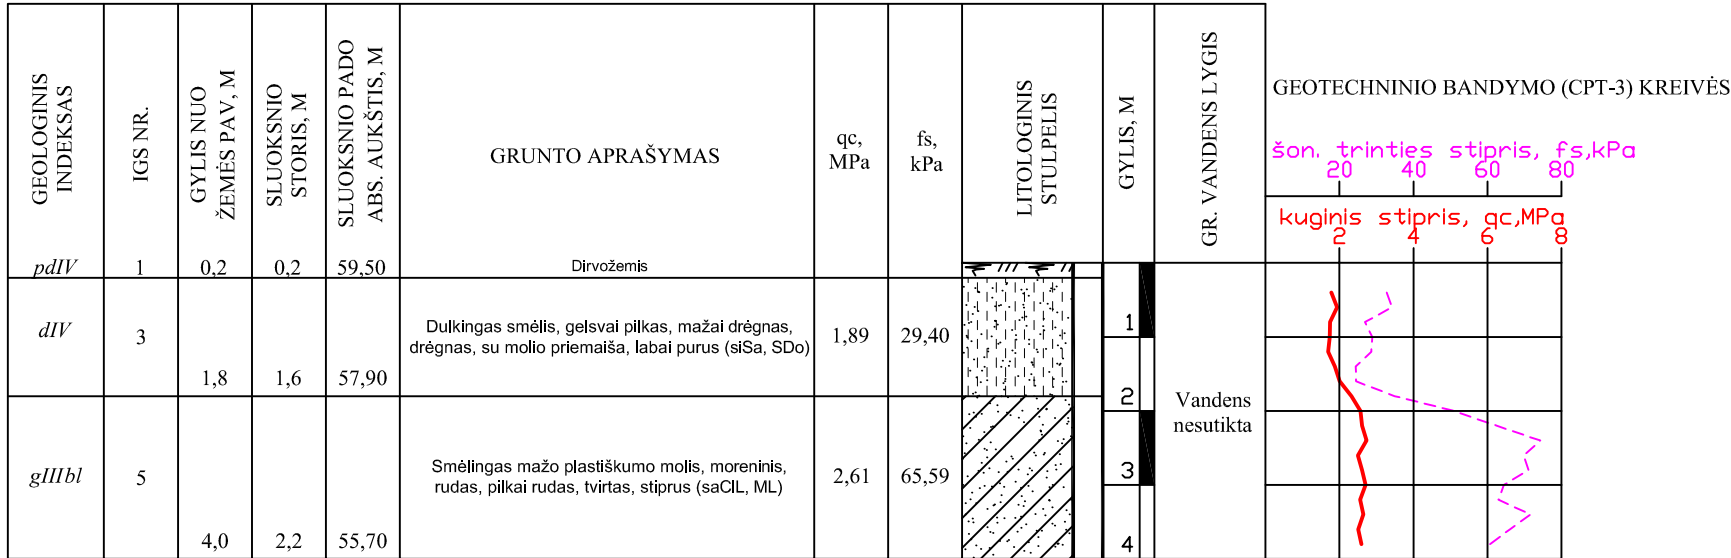 GEOLOGINIS
INDEKSAS
IGS NR.
GYLIS NUO
ŽEMĖS PAV, M
SLUOKSNIO
STORIS, M
SLUOKSNIO PADO
ABS. AUKŠTIS, M
GRUNTO APRAŠYMAS
qc,
MPa
fs,
kPa
LITOLOGINIS
STULPELIS
GYLIS, M
GR. VANDENS LYGIS
GEOTECHNINIO BANDYMO (CPT-3) KREIVĖS
šon. trinties stipris, fs,kPa
20 40 60 80
kuginis stipris, qc,MPa
2 4 6 8
pdIV 1 0,2 0,2 59,50 Dirvožemis
dIV
3
Dulkingas smėlis, gelsvai pilkas, mažai drėgnas,
drėgnas, su molio priemaiša, labai purus (siSa, SDo)
1,89 29,40
1
1,8 1,6 57,90
2
Vandens
nesutikta
gIIIbl
5
Smėlingas mažo plastiškumo molis, moreninis,
rudas, pilkai rudas, tvirtas, stiprus (saClL, ML)
2,61 65,59
3
4,0 2,2 55,70
4